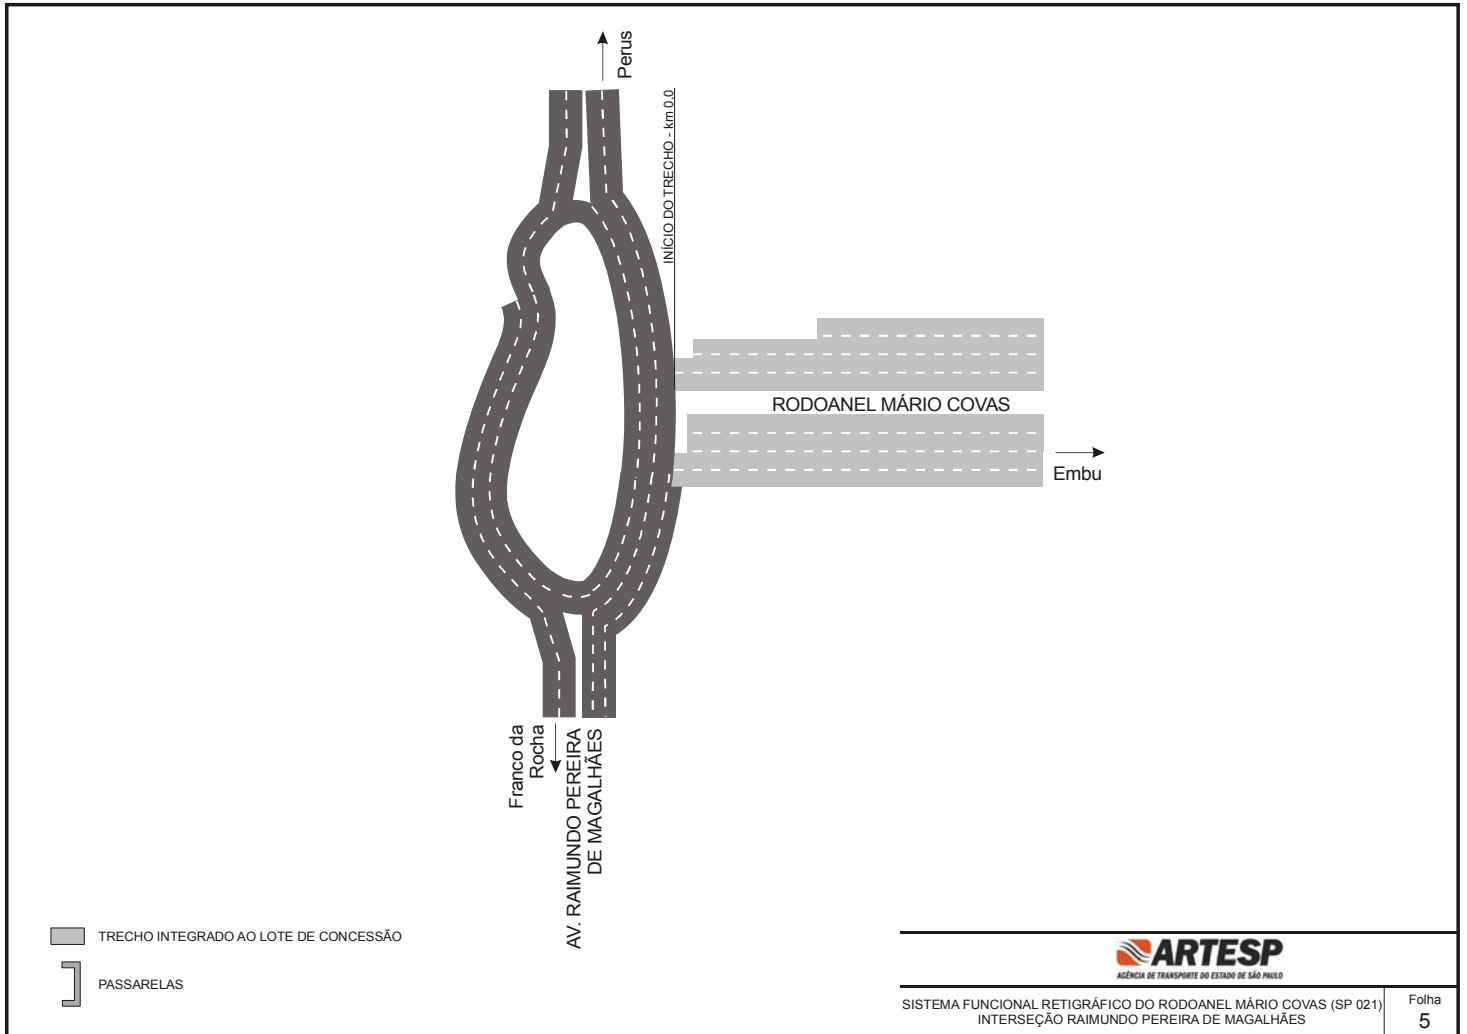 Perus
INÍCIO DO TRECHO - km 0,0
RODOANEL MÁRIO COVAS
Embu
Franco da
Rocha
AV. RAIMUNDO PEREIRA
DE MAGALHÃES
TRECHO INTEGRADO AO LOTE DE CONCESSÃO
PASSARELAS
ARTESP
AGÊNCIA DE TRANSPORTE DO ESTADO DE SÃO PAULO
SISTEMA FUNCIONAL RETIGRÁFICO DO RODOANEL MÁRIO COVAS (SP 021)
INTERSEÇÃO RAIMUNDO PEREIRA DE MAGALHÃES
Folha
5